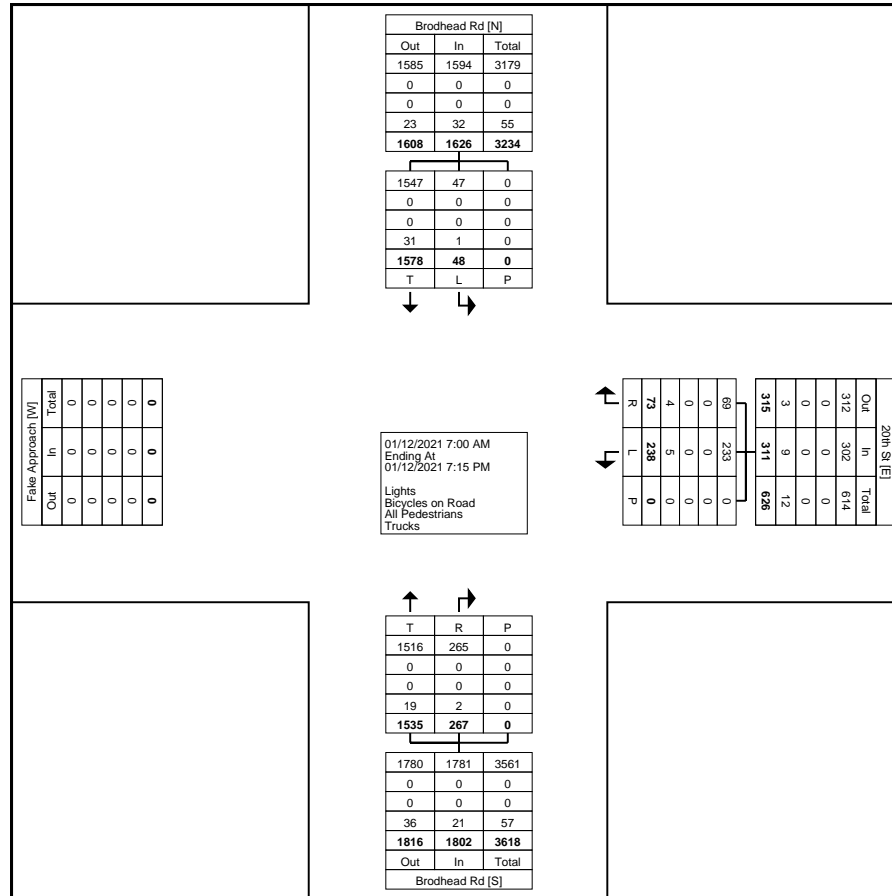 Brodhead Rd [N]
Out In Total
1585 1594 3179
0 0 0
0 0 0
23 32 55
1608 1626 3234
1547 47 0
0 0 0
0 0 0
31 1 0
1578 48 0
T L P
Fake Approach [W]
Total 0 0 0 0 0
In 0 0 0 0 0
Out 0 0 0 0 0
01/12/2021 7:00 AM
Ending At
01/12/2021 7:15 PM
Lights
Bicycles on Road
All Pedestrians
Trucks
R 73 4 0 0 69
L 238 5 0 0 233
P 0 0 0 0 0
20th St [E]
Out In Total
312 302 614
0 0 0
0 0 0
3 9 12
315 311 626
T R P
1516 265 0
0 0 0
0 0 0
19 2 0
1535 267 0
1780 1781 3561
0 0 0
0 0 0
36 21 57
1816 1802 3618
Out In Total
Brodhead Rd [S]